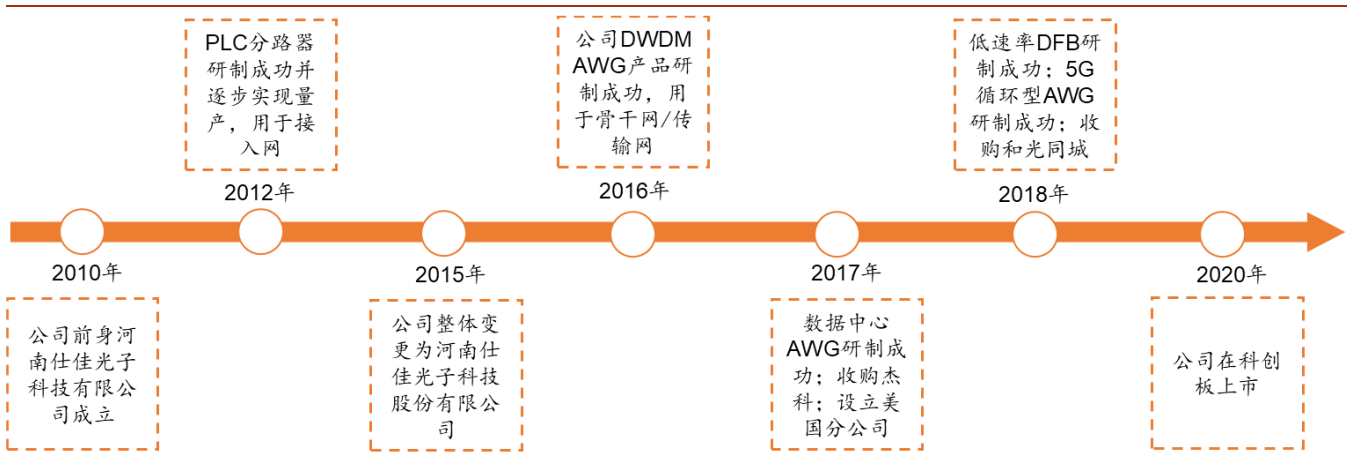 PLC分路器
研制成功并
逐步实现量
产，用于接
入网
2012年
公司DWDM
AWG产品研
制成功，用
于骨干网/传
输网
2016年
低速率DFB研
制成功；5G
循环型AWG
研制成功；收
购和光同城
2018年
2010年
公司前身河
南仕佳光子
科技有限公
司成立
2015年
公司整体变
更为河南仕
佳光子科技
股份有限公
司
2017年
数据中心
AWG研制成
功；收购杰
科；设立美
国分公司
2020年
公司在科创
板上市